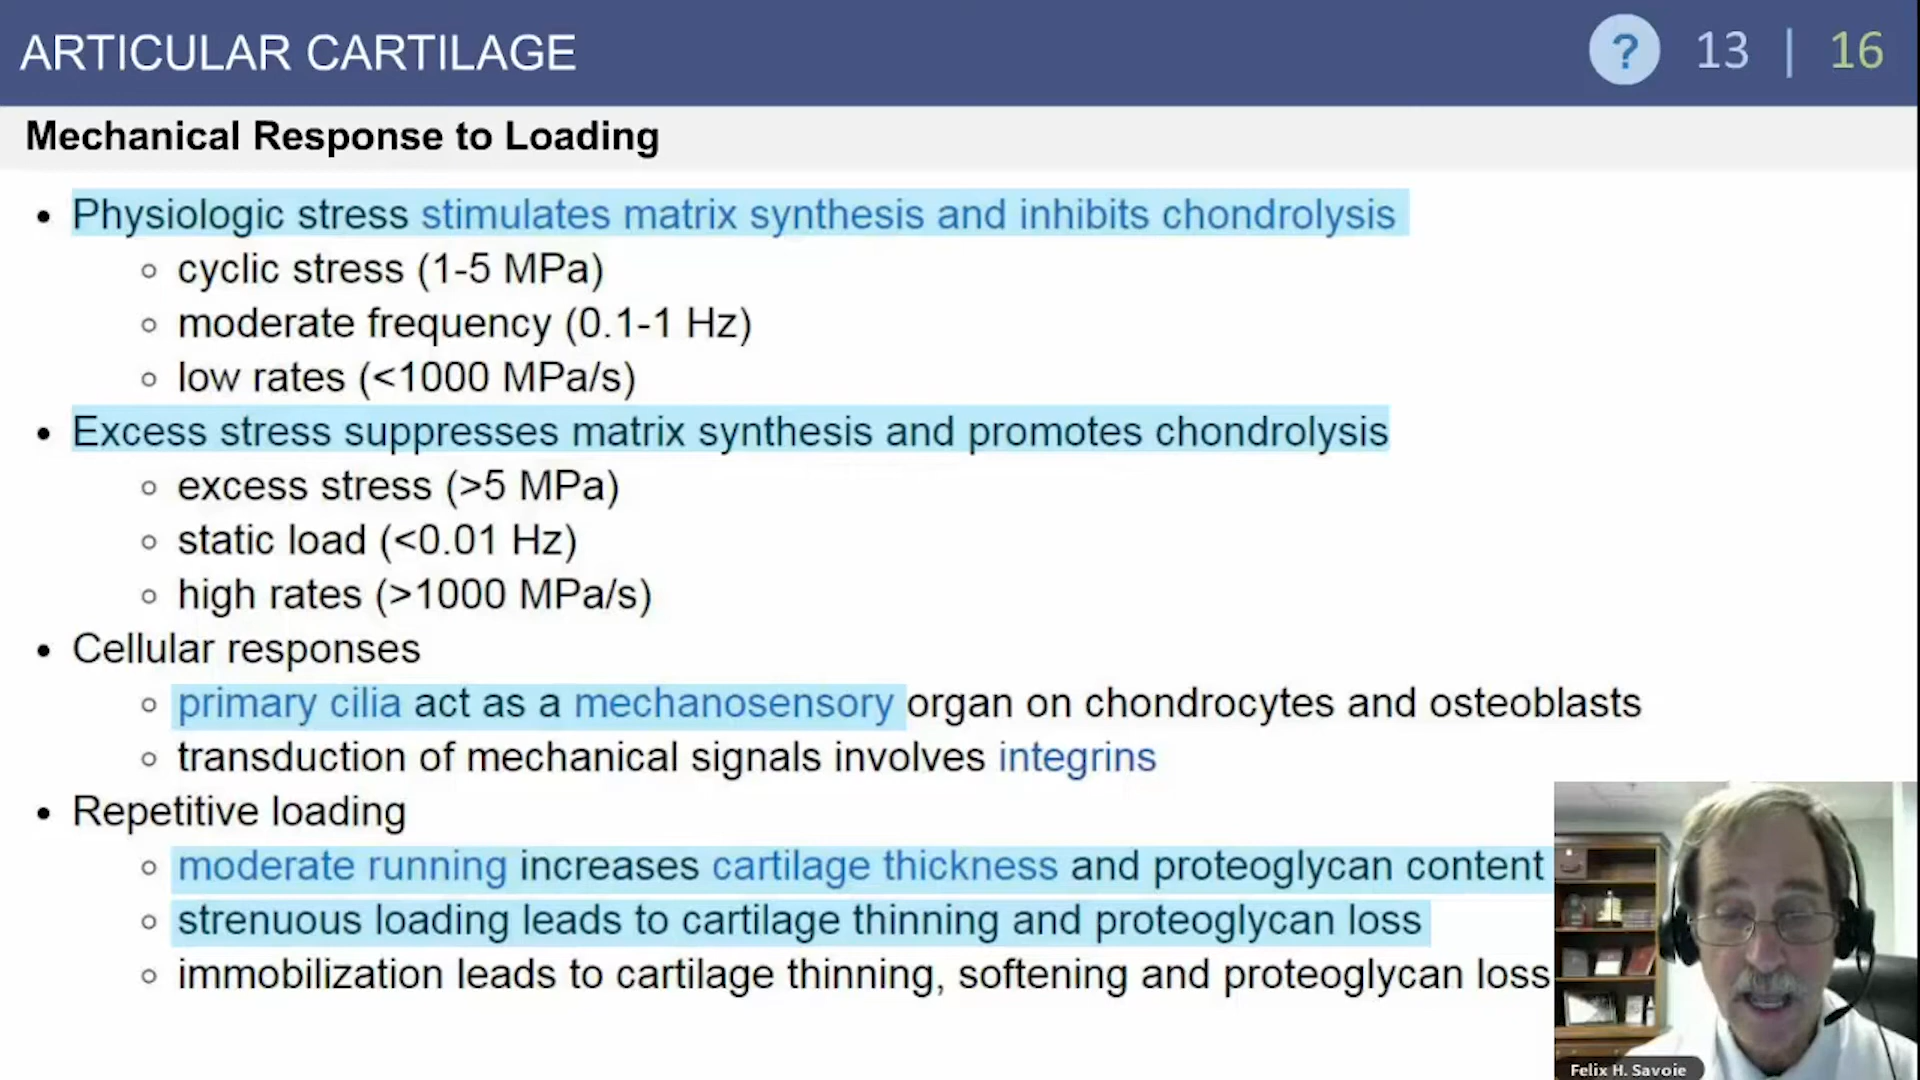 ARTICULAR CARTILAGE
? 13 | 16
Mechanical Response to Loading
• Physiologic stress stimulates matrix synthesis and inhibits chondrolysis
○ cyclic stress (1-5 MPa)
○ moderate frequency (0.1-1 Hz)
○ low rates (<1000 MPa/s)
• Excess stress suppresses matrix synthesis and promotes chondrolysis
○ excess stress (>5 MPa)
○ static load (<0.01 Hz)
○ high rates (>1000 MPa/s)
• Cellular responses
○ primary cilia act as a mechanosensory organ on chondrocytes and osteoblasts
○ transduction of mechanical signals involves integrins
• Repetitive loading
○ moderate running increases cartilage thickness and proteoglycan content
○ strenuous loading leads to cartilage thinning and proteoglycan loss
○ immobilization leads to cartilage thinning, softening and proteoglycan loss
Felix H. Savoie